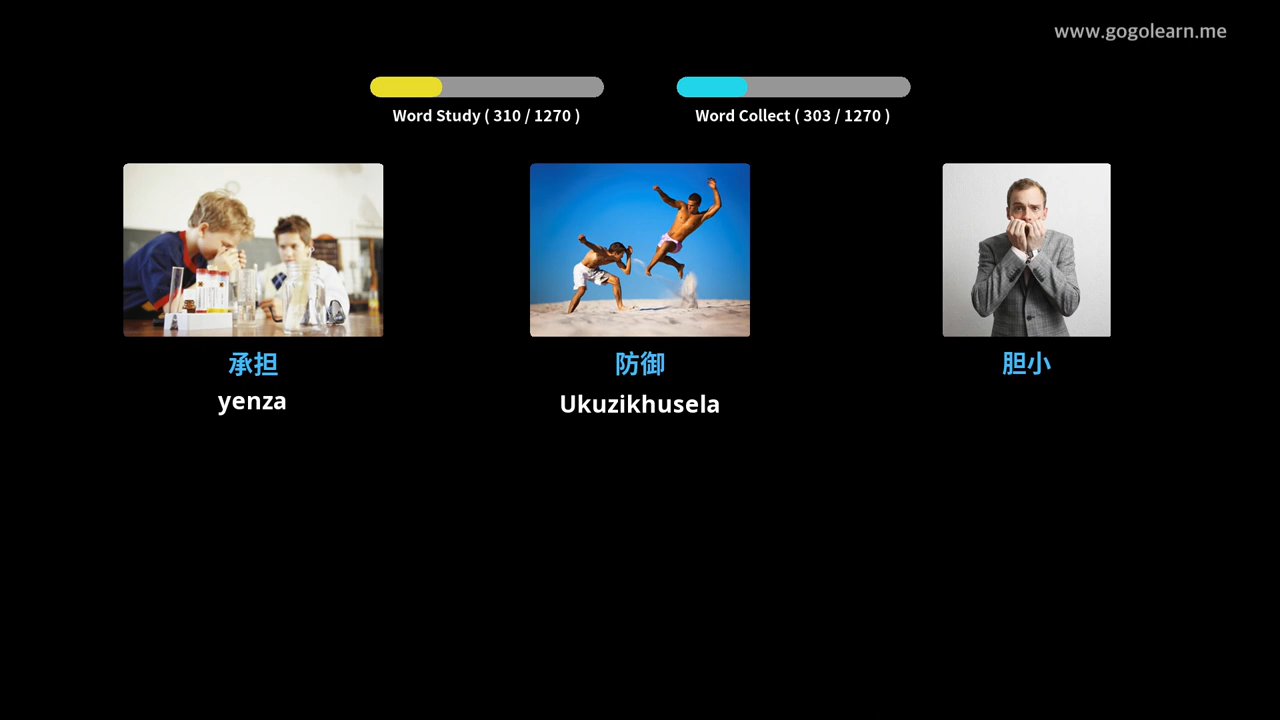 www.gogolearn.me
Word Study ( 310 / 1270 )
Word Collect ( 303 / 1270 )
承担
yenza
防御
Ukuzikhusela
胆小